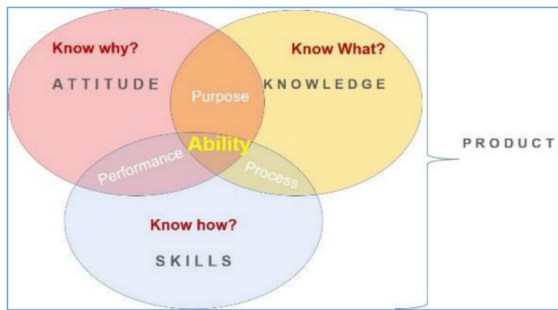 Know why?
Know What?
ATTITUDE
KNOWLEDGE
Purpose
PRODUCT
Ability
Performance
Process
Know how?
SKILLS